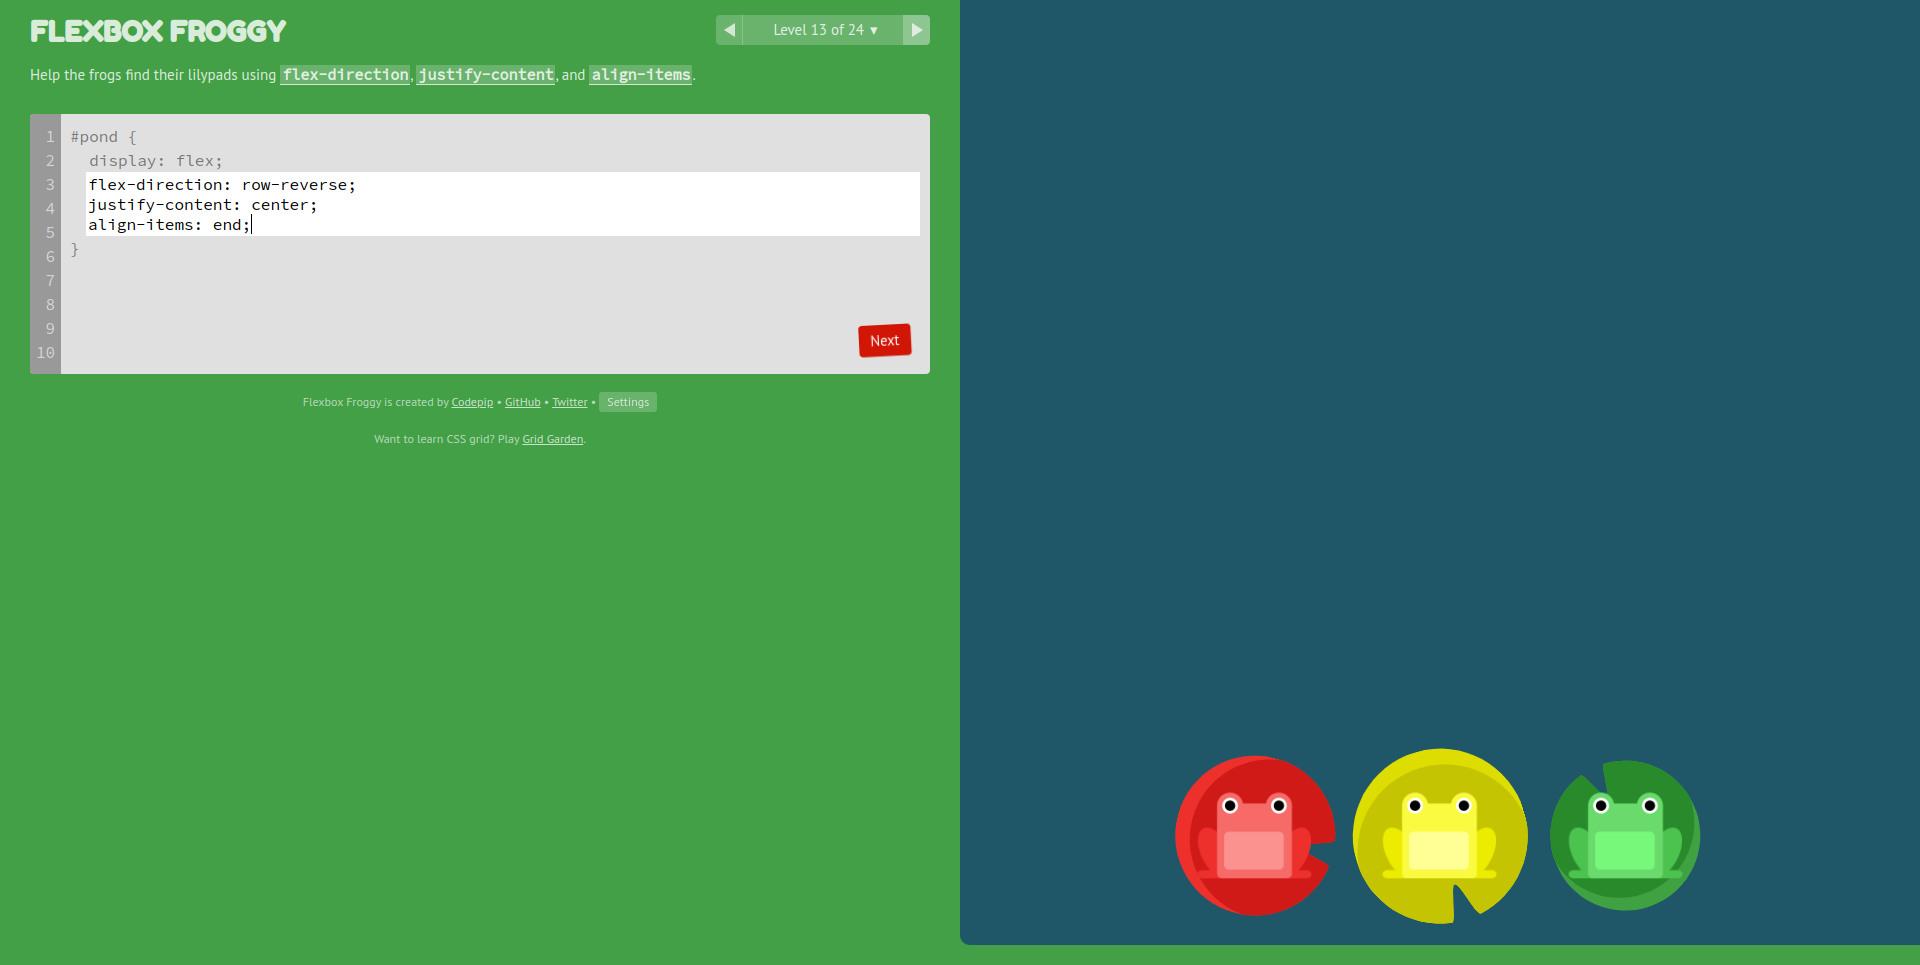 FLEXBOX FROGGY
◀ Level 13 of 24 ▼ ▶
Help the frogs find their lilypads using flex-direction, justify-content, and align-items.
1 #pond {
2 display: flex;
3 flex-direction: row-reverse;
4 justify-content: center;
5 align-items: end;
6 }
7
8
9
10
Next
Flexbox Froggy is created by Codepip • GitHub • Twitter • Settings
Want to learn CSS grid? Play Grid Garden.